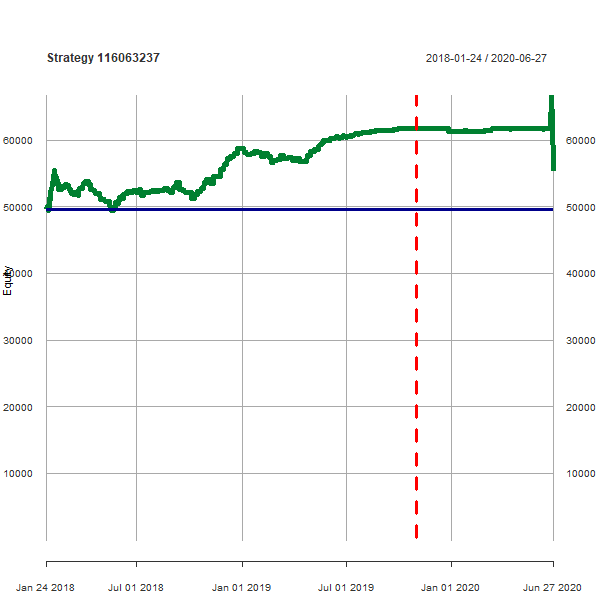 Strategy 116063237 2018-01-24 / 2020-06-27
60000 60000
50000 50000
Equity
40000 40000
30000 30000
20000 20000
10000 10000
Jan 24 2018 Jul 01 2018 Jan 01 2019 Jul 01 2019 Jan 01 2020 Jun 27 2020